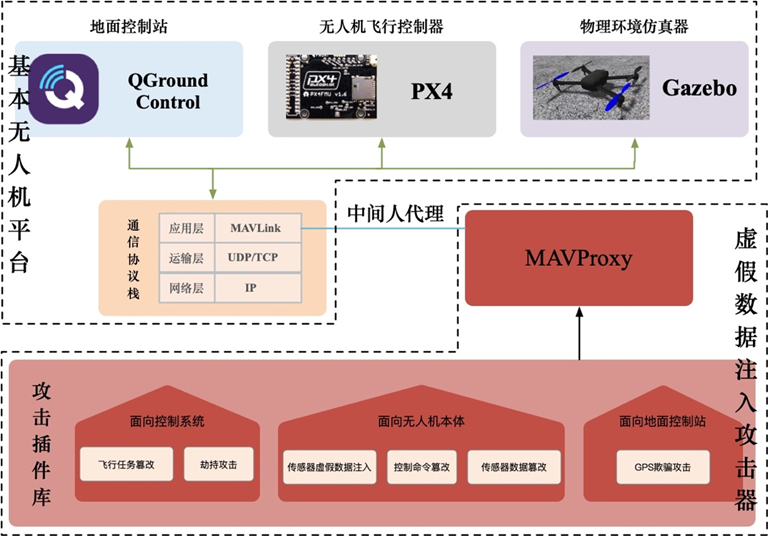 地面控制站
无人机飞行控制器
物理环境仿真器
基本无人机平台
QGround
Control
PX4
PX4FMU v1.6
PX4
Gazebo
通信协议栈
应用层 MAVLink
运输层 UDP/TCP
网络层 IP
中间人代理
MAVProxy
虚假数据注入攻击器
攻击插件库
面向控制系统
飞行任务篡改
劫持攻击
面向无人机本体
传感器虚假数据注入
控制命令篡改
传感器数据篡改
面向地面控制站
GPS欺骗攻击